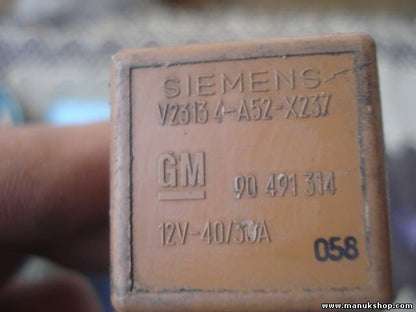 SIEMENS
V23134-A52-X237
GM
90 491 314
12V-40/30A
058
www.manukshop.com